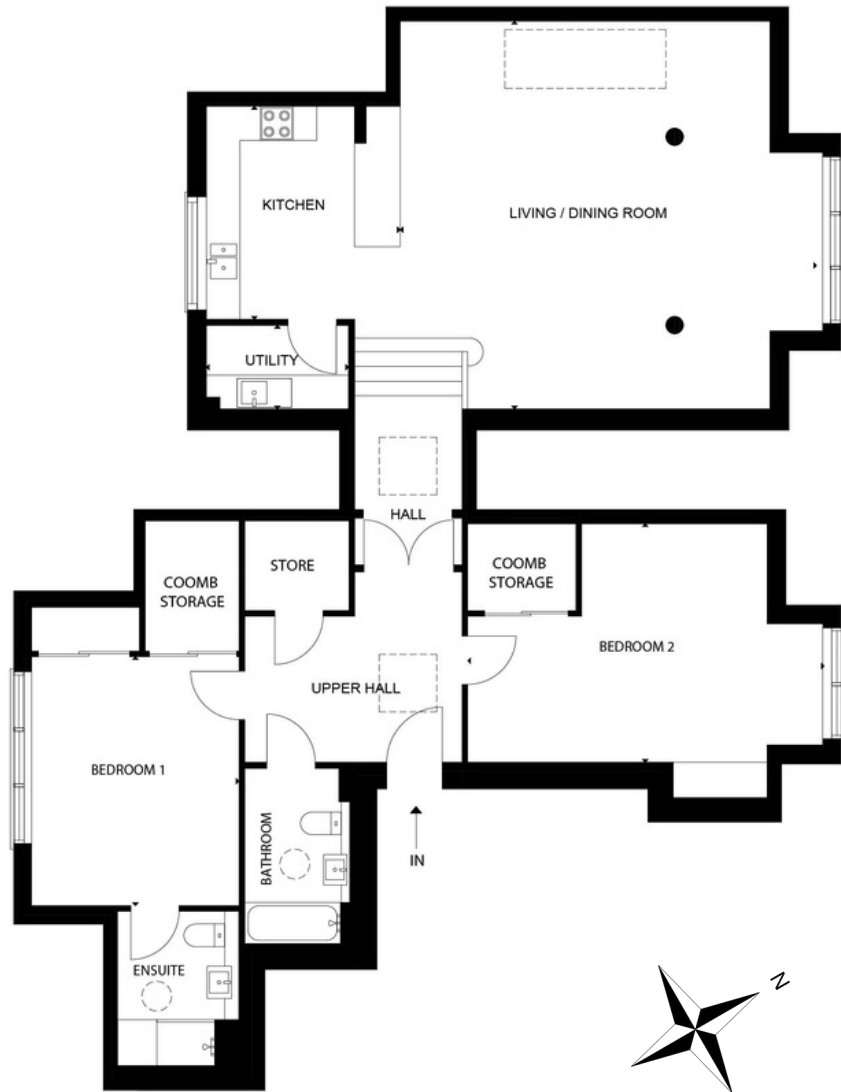 KITCHEN
LIVING / DINING ROOM
UTILITY
HALL
COOMB
STORAGE
STORE
COOMB
STORAGE
BEDROOM 2
UPPER HALL
BEDROOM 1
BATHROOM
IN
ENSUITE
N